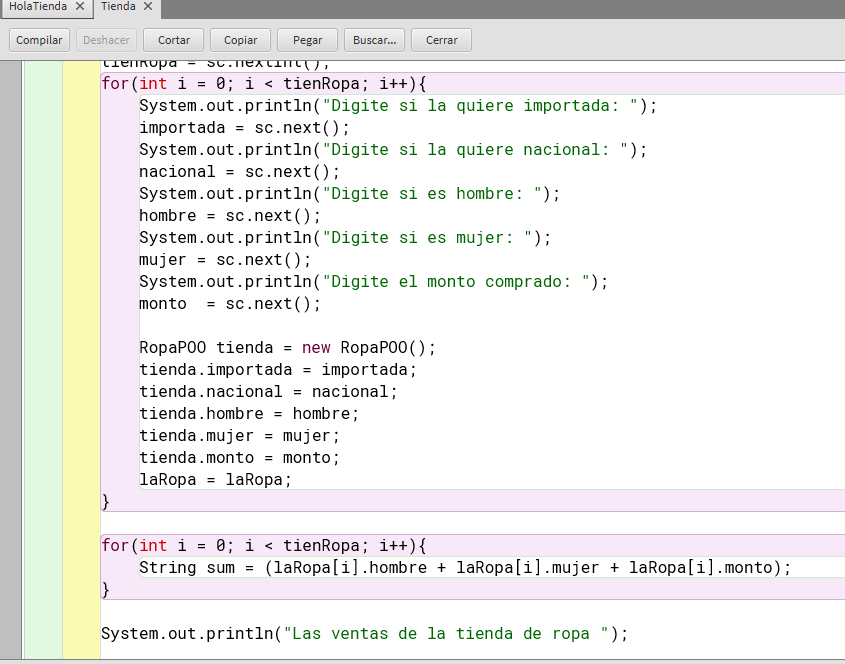 HolaTienda ✕ Tienda ✕
Compilar Deshacer Cortar Copiar Pegar Buscar... Cerrar
tienRopa = sc.nextInt();
for(int i = 0; i < tienRopa; i++){
System.out.println("Digite si la quiere importada: ");
importada = sc.next();
System.out.println("Digite si la quiere nacional: ");
nacional = sc.next();
System.out.println("Digite si es hombre: ");
hombre = sc.next();
System.out.println("Digite si es mujer: ");
mujer = sc.next();
System.out.println("Digite el monto comprado: ");
monto  = sc.next();
RopaPOO tienda = new RopaPOO();
tienda.importada = importada;
tienda.nacional = nacional;
tienda.hombre = hombre;
tienda.mujer = mujer;
tienda.monto = monto;
laRopa = laRopa;
}
for(int i = 0; i < tienRopa; i++){
String sum = (laRopa[i].hombre + laRopa[i].mujer + laRopa[i].monto);
}
System.out.println("Las ventas de la tienda de ropa ");